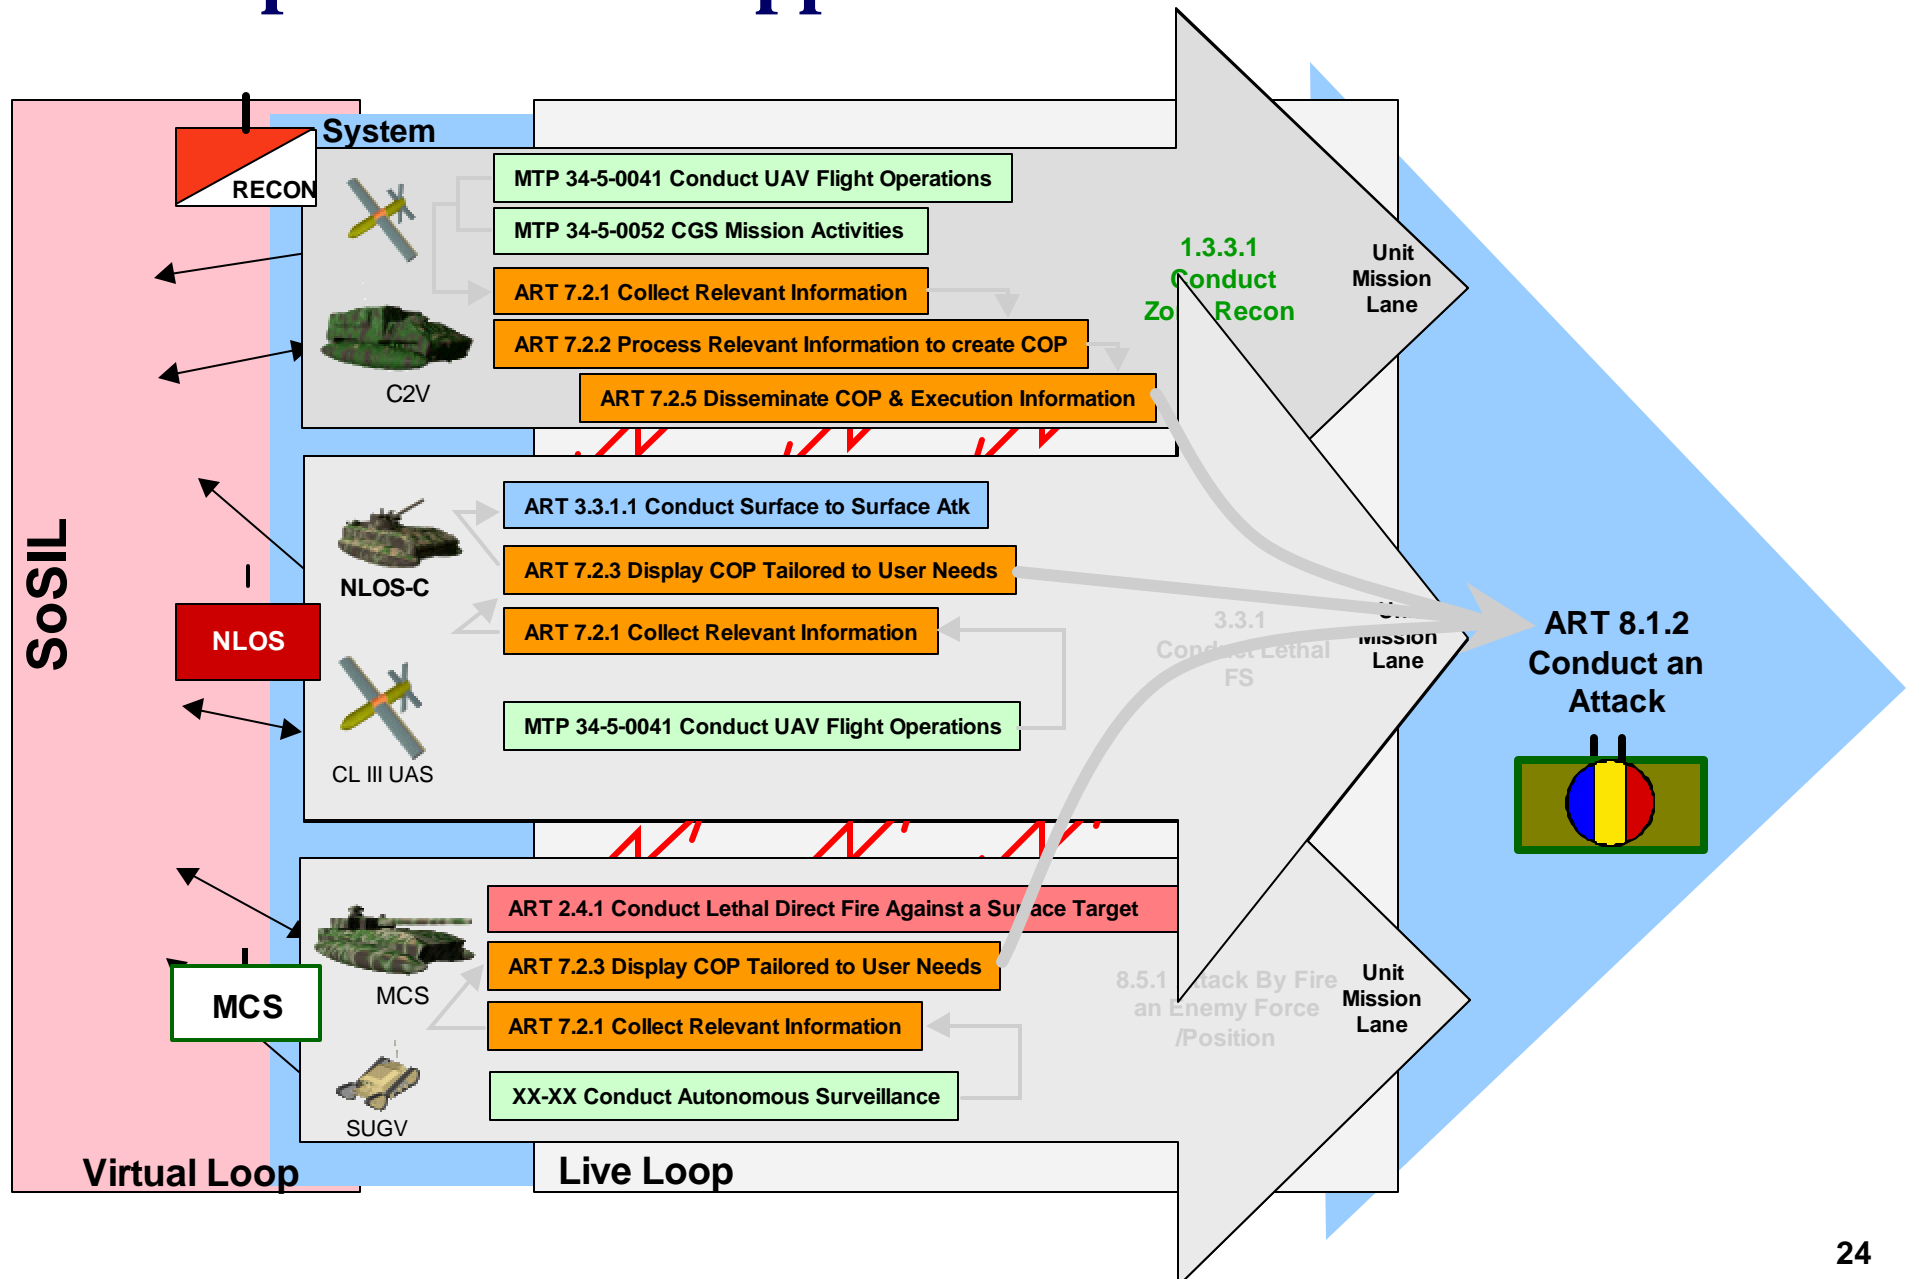 System
RECON
MTP 34-5-0041 Conduct UAV Flight Operations
MTP 34-5-0052 CGS Mission Activities
ART 7.2.1 Collect Relevant Information
ART 7.2.2 Process Relevant Information to create COP
ART 7.2.5 Disseminate COP & Execution Information
C2V
1.3.3.1
Conduct
Recon
Unit
Mission
Lane
SoSIL
NLOS
ART 3.3.1.1 Conduct Surface to Surface Atk
ART 7.2.3 Display COP Tailored to User Needs
ART 7.2.1 Collect Relevant Information
MTP 34-5-0041 Conduct UAV Flight Operations
NLOS-C
CL III UAS
3.3.1
Conduct Lethal
FS
Mission
Lane
ART 8.1.2
Conduct an
Attack
MCS
ART 2.4.1 Conduct Lethal Direct Fire Against a Surface Target
ART 7.2.3 Display COP Tailored to User Needs
ART 7.2.1 Collect Relevant Information
XX-XX Conduct Autonomous Surveillance
MCS
SUGV
8.5.1 Attack By Fire
an Enemy Force
/Position
Unit
Mission
Lane
Virtual Loop
Live Loop
24